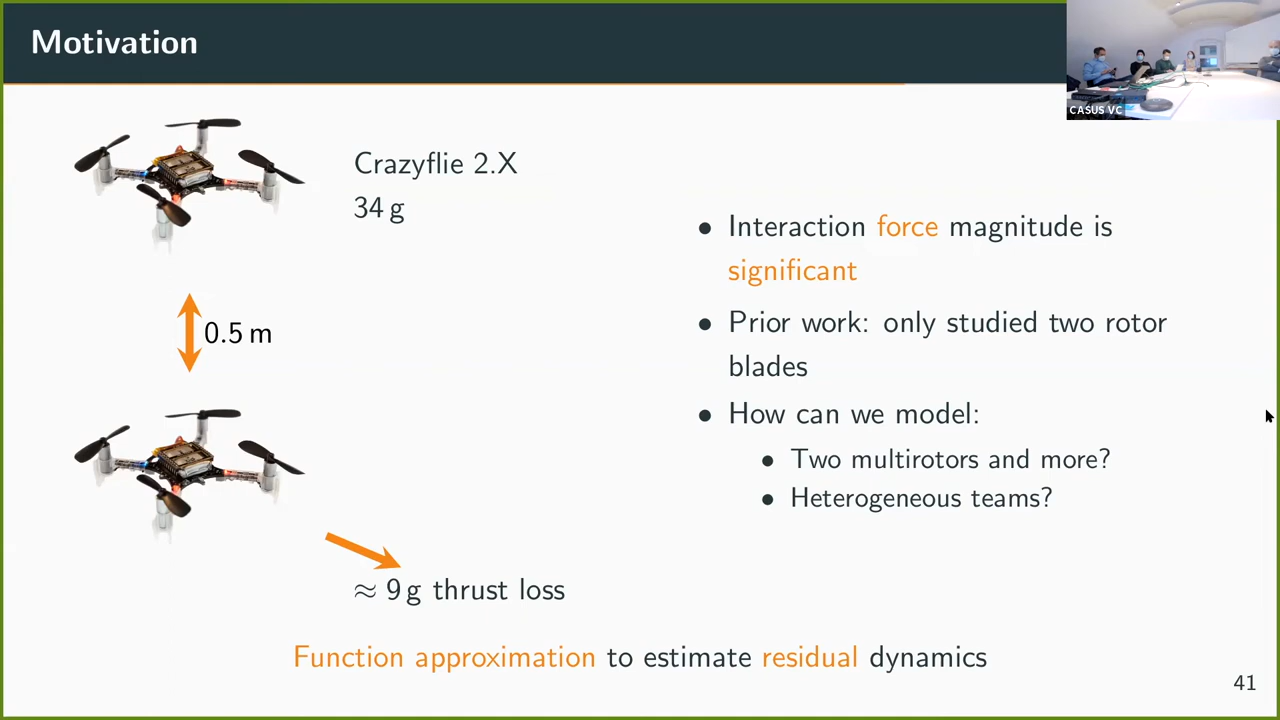 Motivation
CASUS VC
Crazyflie 2.X
34 g
0.5 m
≈ 9 g thrust loss
• Interaction force magnitude is
significant
• Prior work: only studied two rotor
blades
• How can we model:
• Two multirotors and more?
• Heterogeneous teams?
Function approximation to estimate residual dynamics
41